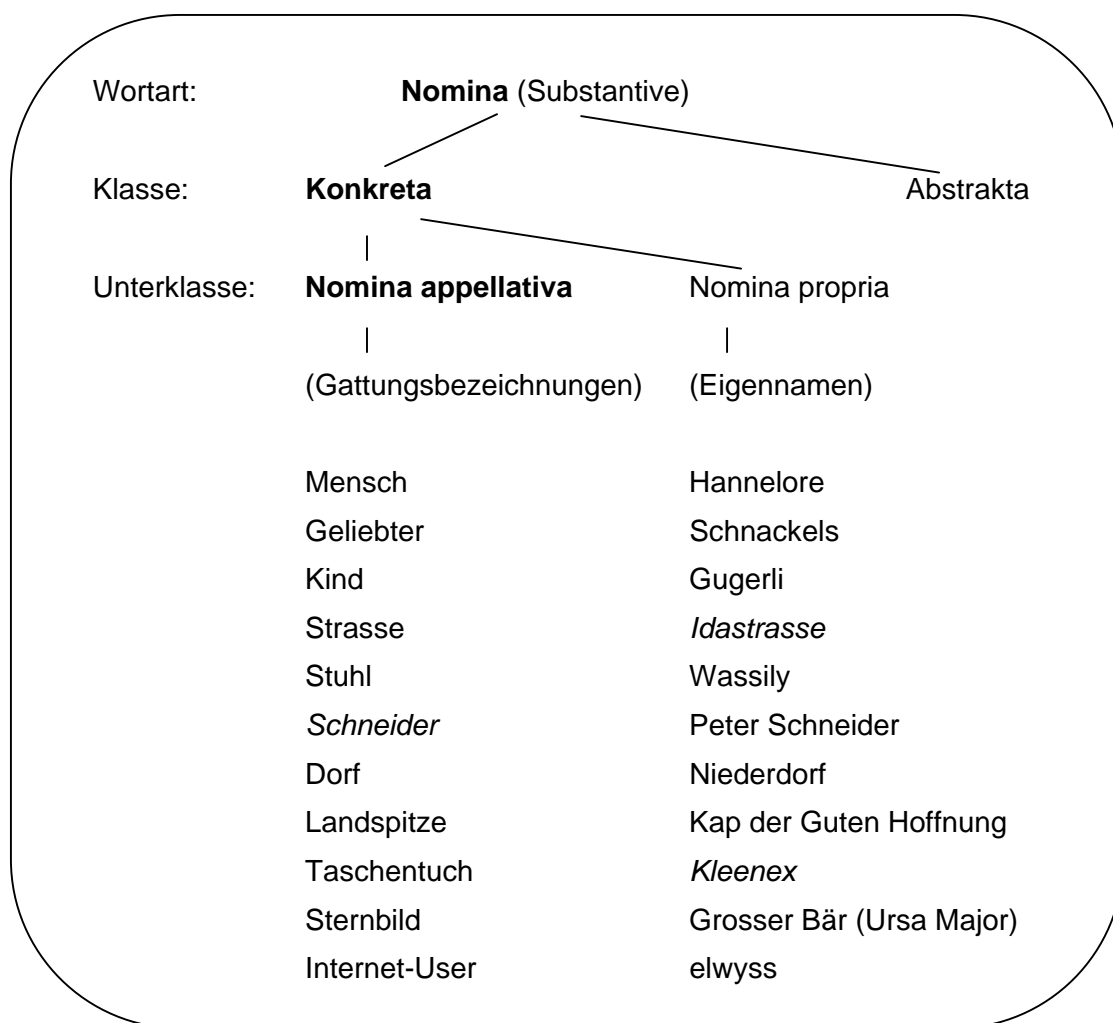 Wortart: Nomina (Substantive)
Klasse: Konkreta Abstrakta
Unterklasse: Nomina appellativa Nomina propria
(Gattungsbezeichnungen) (Eigennamen)
Mensch Hannelore
Geliebter Schnackels
Kind Gugerli
Strasse Idastrasse
Stuhl Wassily
Schneider Peter Schneider
Dorf Niederdorf
Landspitze Kap der Guten Hoffnung
Taschentuch Kleenex
Sternbild Grosser Bär (Ursa Major)
Internet-User elwyss